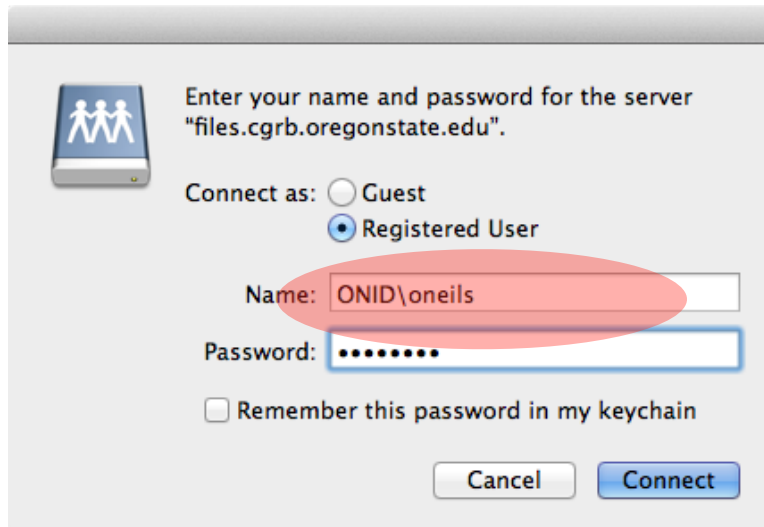 Enter your name and password for the server
"files.cgrb.oregonstate.edu".
Connect as: Guest
Registered User
Name: ONID\oneils
Password: ••••••••
Remember this password in my keychain
Cancel Connect